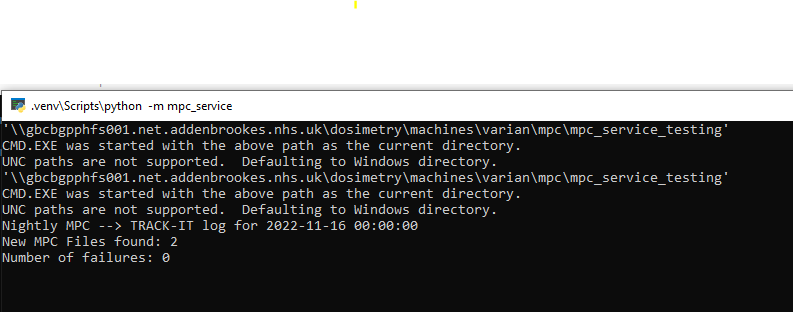 .venv\Scripts\python -m mpc_service
'\\gbcbgpphfs001.net.addenbrookes.nhs.uk\dosimetry\machines\varian\mpc\mpc_service_testing'
CMD.EXE was started with the above path as the current directory.
UNC paths are not supported.  Defaulting to Windows directory.
'\\gbcbgpphfs001.net.addenbrookes.nhs.uk\dosimetry\machines\varian\mpc\mpc_service_testing'
CMD.EXE was started with the above path as the current directory.
UNC paths are not supported.  Defaulting to Windows directory.
Nightly MPC --> TRACK-IT log for 2022-11-16 00:00:00
New MPC Files found: 2
Number of failures: 0